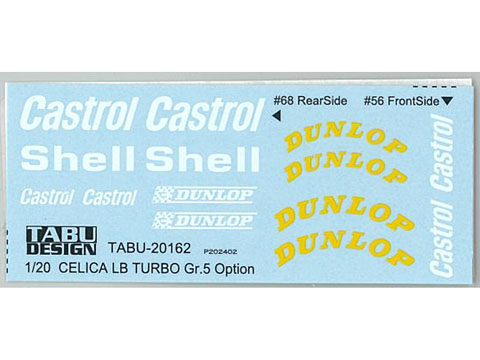 Castrol Castrol
#68 RearSide #56 FrontSide▼
◀
Shell Shell
DUNLOP
DUNLOP
Castrol Castrol DUNLOP
DUNLOP
DUNLOP
DUNLOP
Castrol
TABU
DESIGN
TABU-20162 P202402
1/20 CELICA LB TURBO Gr.5 Option